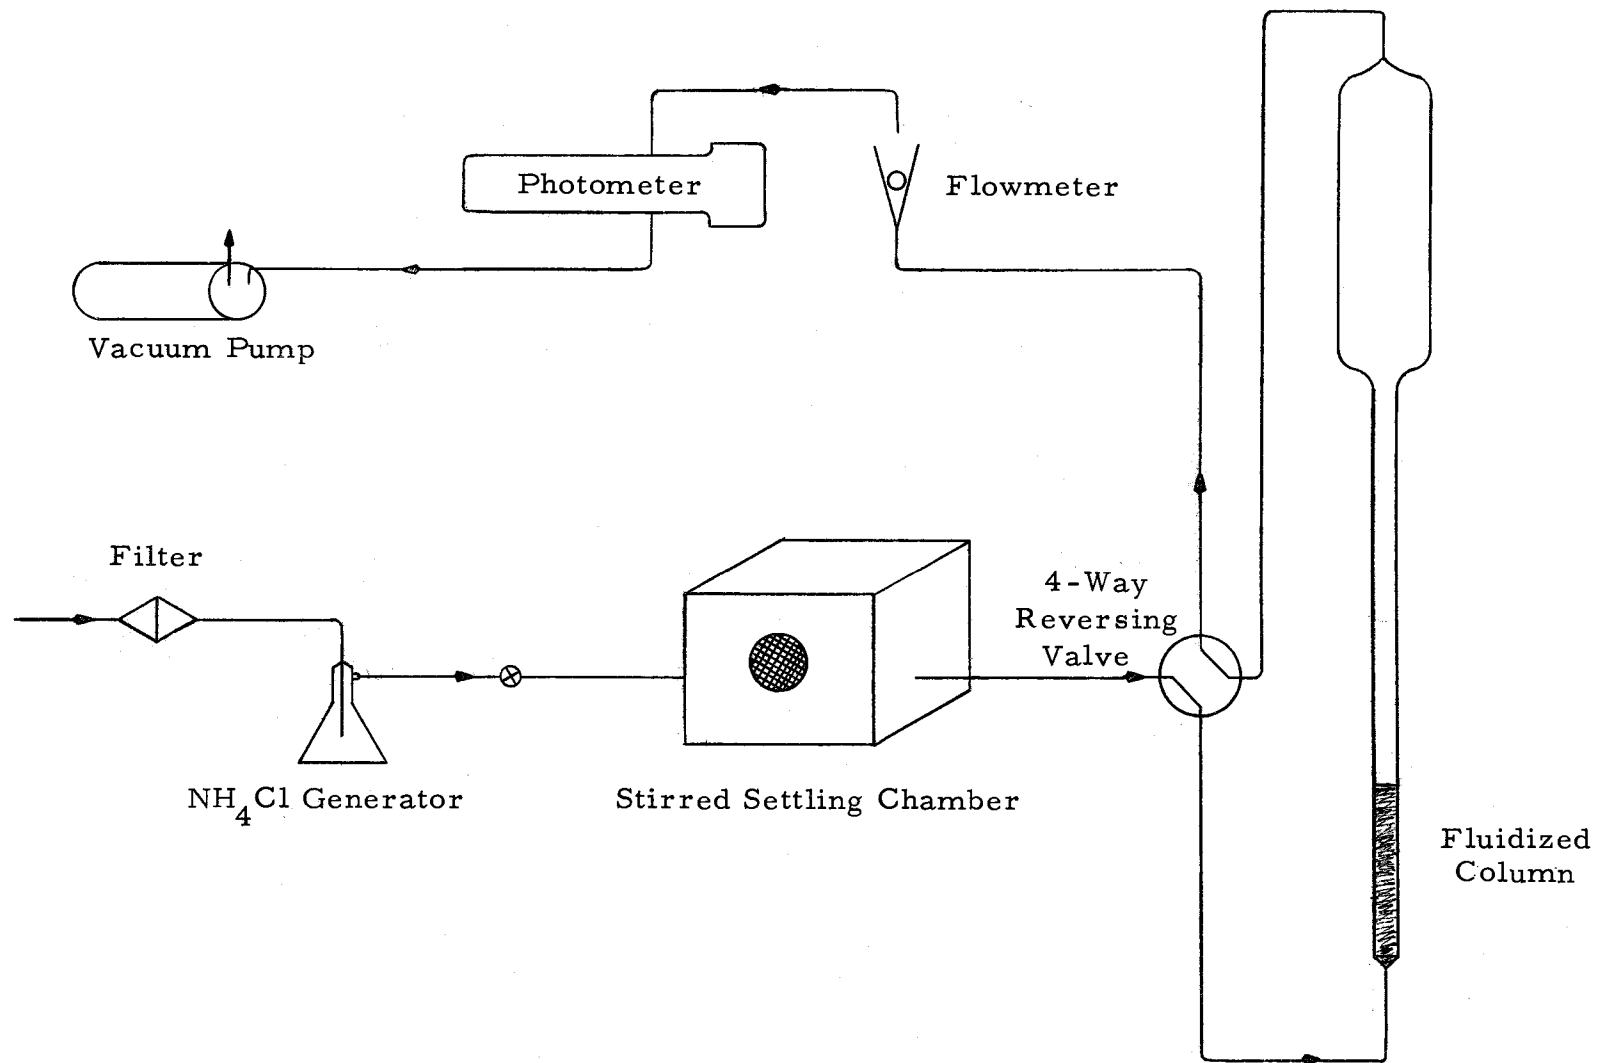 Photometer
Flowmeter
Vacuum Pump
Filter
4-Way
Reversing
Valve
NH4Cl Generator
Stirred Settling Chamber
Fluidized
Column